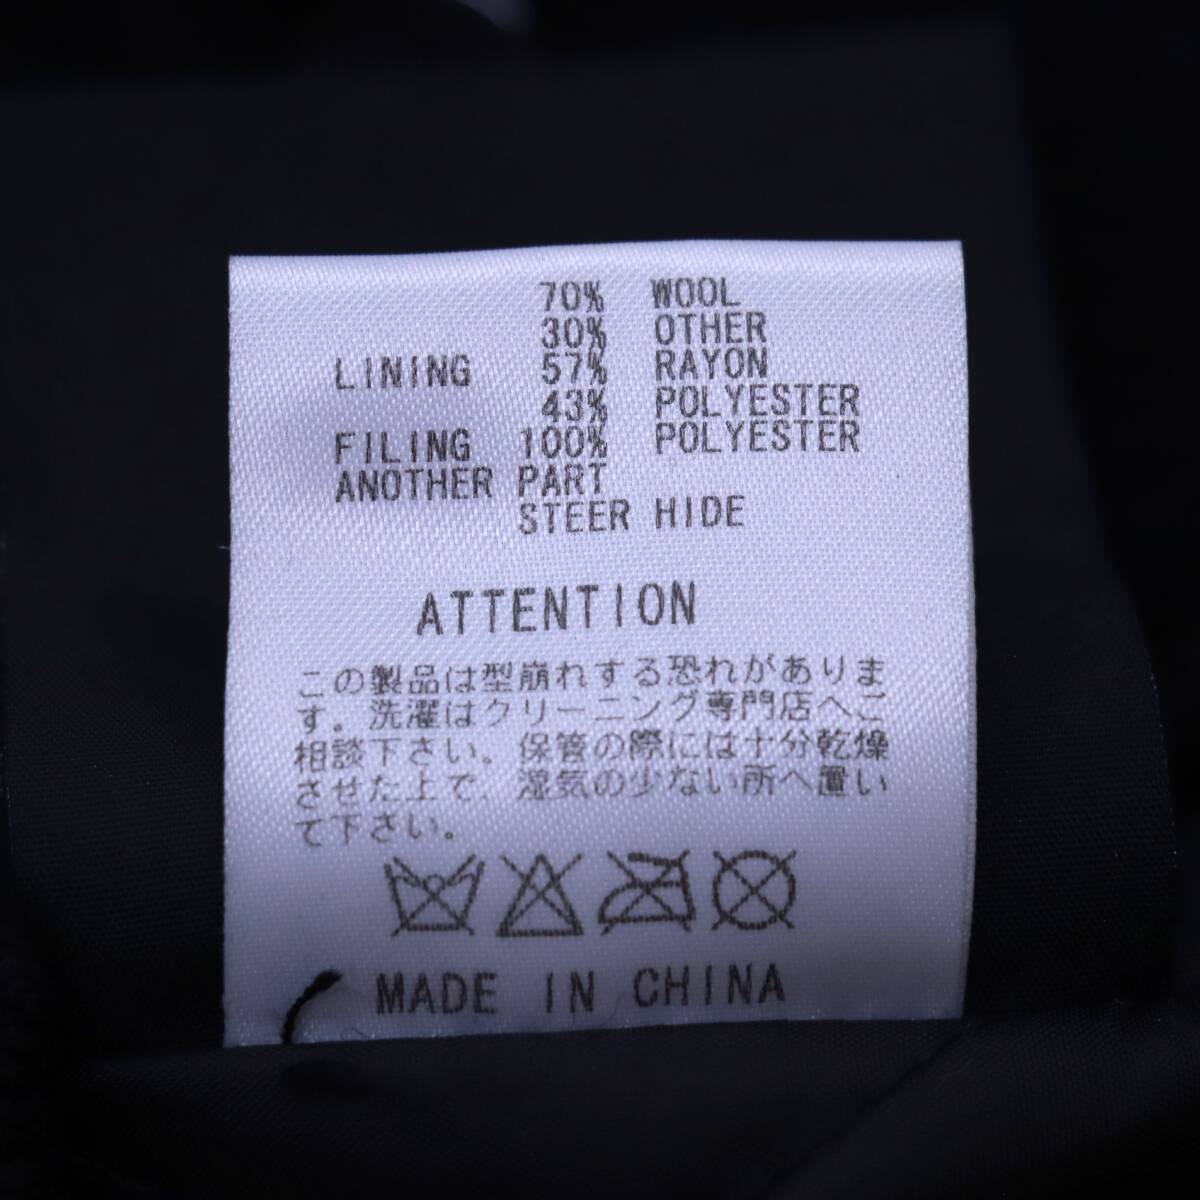 70% WOOL
30% OTHER
LINING 57% RAYON
43% POLYESTER
FILING 100% POLYESTER
ANOTHER PART
STEER HIDE
ATTENTION
この製品は型崩れする恐れがありま
す。洗濯はクリーニング専門店へご
相談下さい。保管の際には十分乾燥
させた上で、湿気の少ない所へ置い
て下さい。
MADE IN CHINA